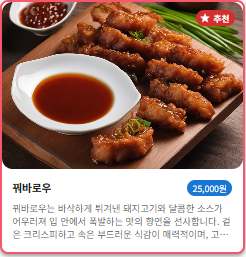 ★ 추천
꿔바로우
25,000원
꿔바로우는 바삭하게 튀겨낸 돼지고기와 달콤한 소스가
어우러져 입 안에서 폭발하는 맛의 향연을 선사합니다. 겉
은 크리스피하고 속은 부드러운 식감이 매력적이며, 고…